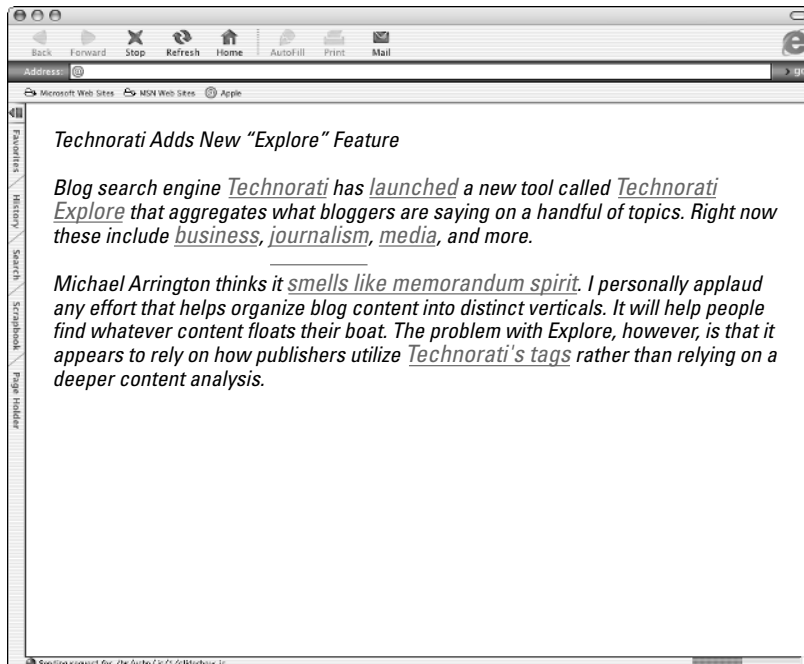 Back Forward Stop Refresh Home AutoFill Print Mail
Address: @ go
Microsoft Web Sites MSN Web Sites Apple
Favorites
History
Search
Scrapbook
Page Holder
Technorati Adds New “Explore” Feature
Blog search engine Technorati has launched a new tool called Technorati
Explore that aggregates what bloggers are saying on a handful of topics. Right now
these include business, journalism, media, and more.
Michael Arrington thinks it smells like memorandum spirit. I personally applaud
any effort that helps organize blog content into distinct verticals. It will help people
find whatever content floats their boat. The problem with Explore, however, is that it
appears to rely on how publishers utilize Technorati's tags rather than relying on a
deeper content analysis.
Sending request for